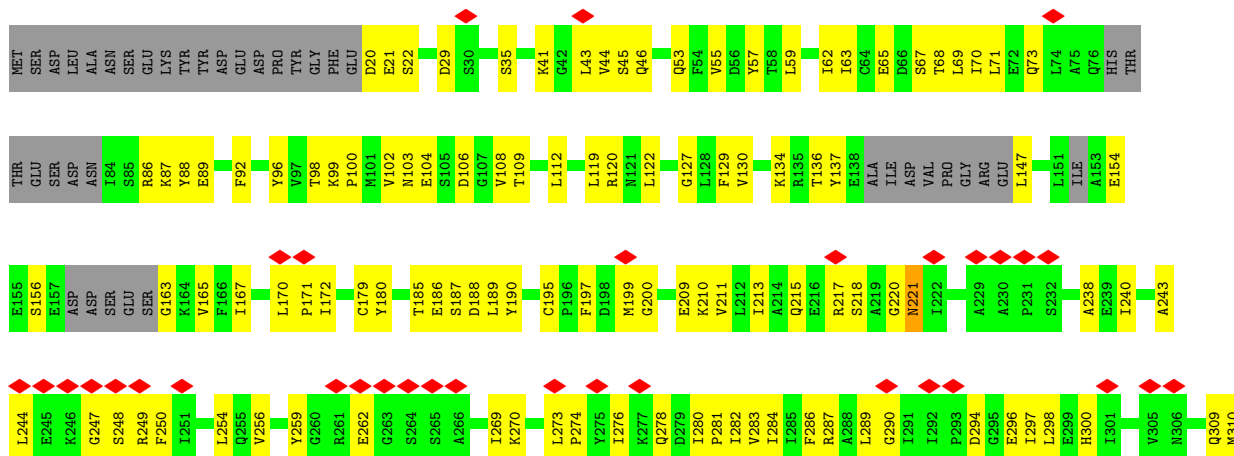 MET SER ASP LEU ALA ASN SER GLU LYS TYR TYR ASP GLU ASP PRO TYR GLY PHE GLU D20 E21 S22 D29 S30 S35 K41 G42 L43 V44 S45 Q46 Q53 F54 V55 D56 Y57 T58 L59 I62 I63 C64 E65 D66 S67 T68 L69 I70 L71 E72 Q73 L74 A75 Q76 HIS THR
THR GLU SER ASP ASN I84 S85 R86 K87 Y88 E89 F92 Y96 V97 T98 K99 P100 M101 V102 N103 E104 S105 D106 G107 V108 T109 L112 L119 R120 N121 L122 G127 L128 F129 V130 K134 R135 T136 Y137 E138 ALA ILE ASP VAL PRO GLY ARG GLU L147 L151 ILE A153 E154
E155 S156 E157 ASP ASP SER GLU SER G163 K164 V165 F166 I167 L170 P171 I172 C179 Y180 T185 E186 S187 D188 L189 Y190 C195 P196 F197 D198 M199 G200 E209 K210 V211 L212 I213 A214 Q215 E216 R217 S218 A219 G220 N221 I222 A229 A230 P231 S232 A238 E239 I240 A243
L244 E245 K246 G247 S248 R249 F250 I251 L254 Q255 V256 Y259 G260 R261 E262 G263 S264 S265 A266 I269 K270 L273 P274 Y275 I276 K277 Q278 D279 I280 P281 I282 V283 I284 I285 F286 R287 A288 L289 G290 I291 I292 P293 D294 G295 E296 I297 L298 E299 H300 I301 V305 N306 Q309 M310